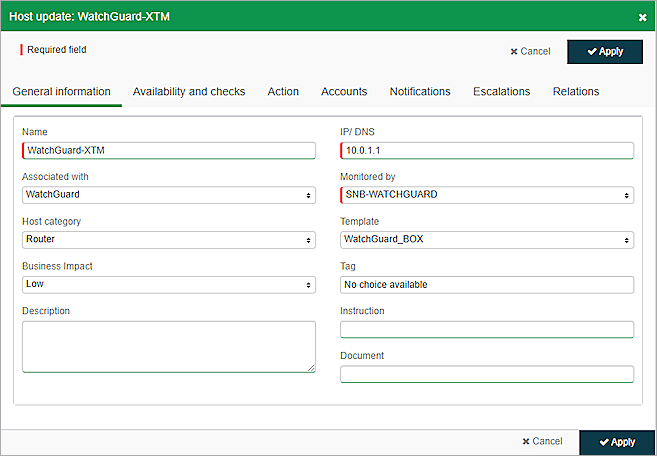 Host update: WatchGuard-XTM
Required field
Cancel
Apply
General information
Availability and checks
Action
Accounts
Notifications
Escalations
Relations
Name
IP/ DNS
WatchGuard-XTM
10.0.1.1
Associated with
Monitored by
WatchGuard
SNB-WATCHGUARD
Host category
Template
Router
WatchGuard_BOX
Business Impact
Tag
Low
No choice available
Description
Instruction
Document
Cancel
Apply